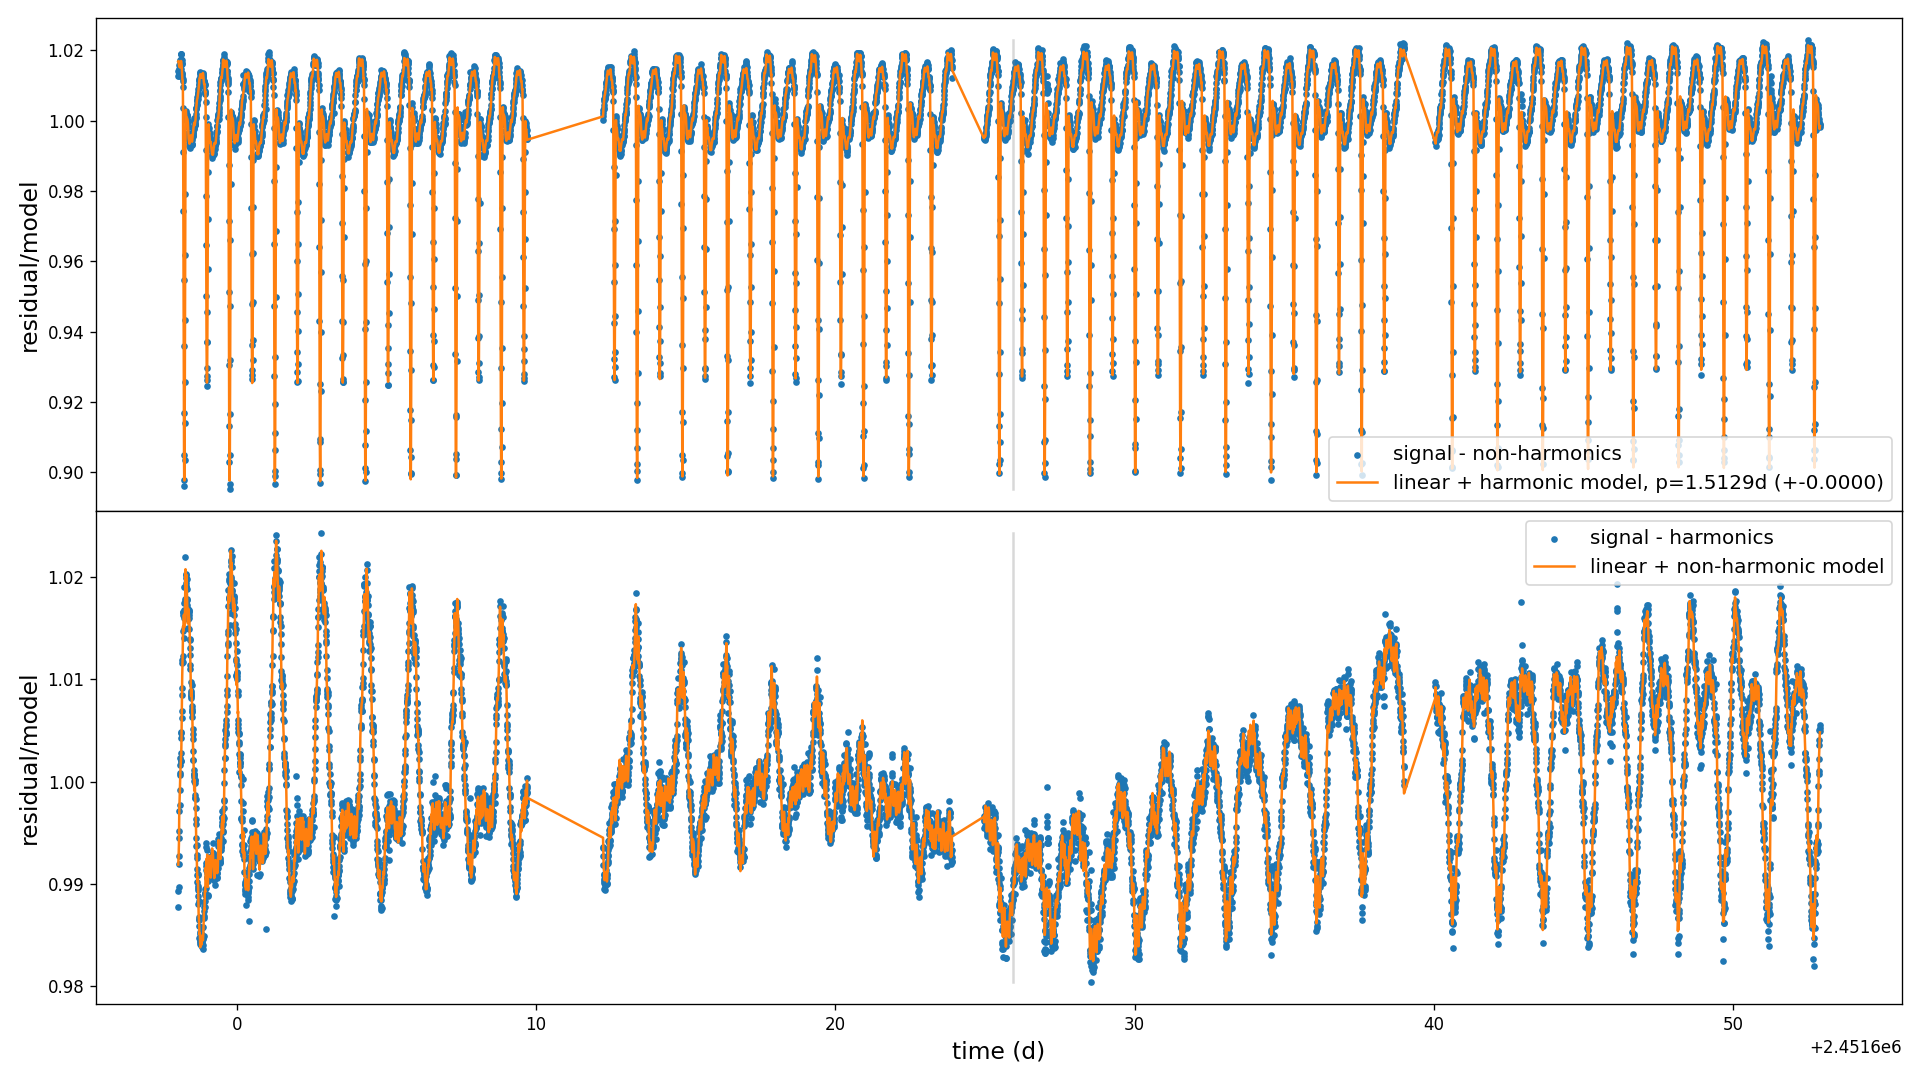 1.02
1.00
0.98
0.96
0.94
0.92
0.90
residual/model
signal - non-harmonics
linear + harmonic model, p=1.5129d (+-0.0000)
1.02
1.01
1.00
0.99
0.98
residual/model
signal - harmonics
linear + non-harmonic model
0 10 20 30 40 50
time (d)
+2.4516e6